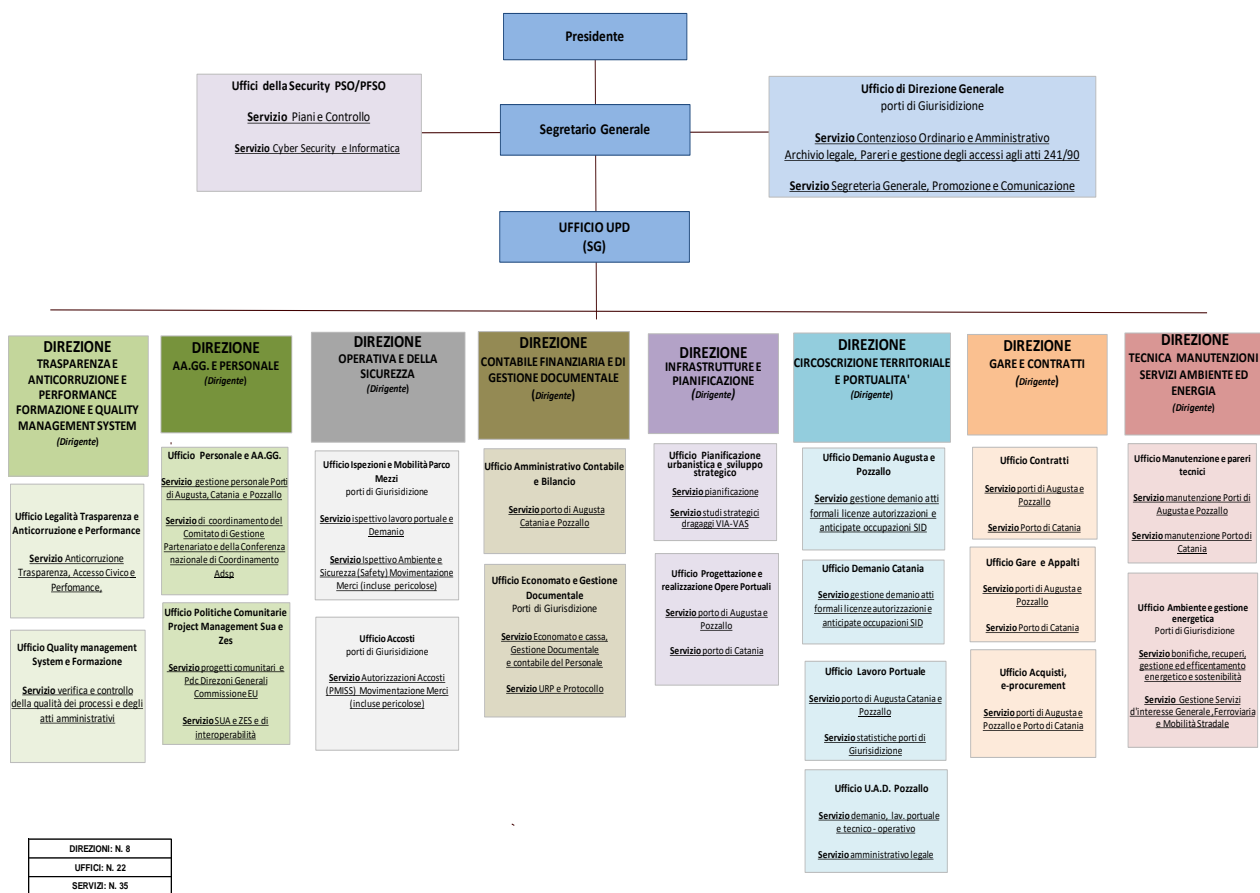 Presidente
Uffici della Security PSO/PFSO
Servizio Piani e Controllo
Servizio Cyber Security e Informatica
Segretario Generale
Ufficio di Direzione Generale
porti di Giurisidizione
Servizio Contenzioso Ordinario e Amministrativo
Archivio legale, Pareri e gestione degli accessi agli atti 241/90
Servizio Segreteria Generale, Promozione e Comunicazione
UFFICIO UPD
(SG)
DIREZIONE
TRASPARENZA E
ANTICORRUZIONE E
PERFORMANCE
FORMAZIONE E QUALITY
MANAGEMENT SYSTEM
(Dirigente)
Ufficio Legalità Trasparenza e
Anticorruzione e Performance
Servizio Anticorruzione
Trasparenza, Accesso Civico e
Perfomance,
Ufficio Quality management
System e Formazione
Servizio verifica e controllo
della qualità dei processi e degli
atti amministrativi
DIREZIONE
AA.GG. E PERSONALE
(Dirigente)
Ufficio Personale e AA.GG.
Servizio gestione personale Porti
di Augusta, Catania e Pozzallo
Servizio di coordinamento del
Comitato di Gestione
Partenariato e della Conferenza
nazionale di Coordinamento
Adsp
Ufficio Politiche Comunitarie
Project Management Sua e
Zes
Servizio progetti comunitari e
Pdc Direzoni Generali
Commissione EU
Servizio SUA e ZES e di
interoperabilità
DIREZIONE
OPERATIVA E DELLA
SICUREZZA
(Dirigente)
Ufficio Ispezioni e Mobilità Parco
Mezzi
porti di Giurisidizione
Servizio ispettivo lavoro portuale e
Demanio
Servizio Ispettivo Ambiente e
Sicurezza (Safety) Movimentazione
Merci (incluse pericolose)
Ufficio Accosti
porti di Giurisdizione
Servizio Autorizzazioni Accosti
(PMISS) Movimentazione Merci
(incluse pericolose)
DIREZIONE
CONTABILE FINANZIARIA E DI
GESTIONE DOCUMENTALE
(Dirigente)
Ufficio Amministrativo Contabile
e Bilancio
Servizio porto di Augusta
Catania e Pozzallo
Ufficio Economato e Gestione
Documentale
Porti di Giurisdizione
Servizio Economato e cassa,
Gestione Documentale
e contabile del Personale
Servizio URP e Protocollo
DIREZIONE
INFRASTRUTTURE E
PIANIFICAZIONE
(Dirigente)
Ufficio Pianificazione
urbanistica e sviluppo
strategico
Servizio pianificazione
Servizio studi strategici
dragaggi VIA-VAS
Ufficio Progettazione e
realizzazione Opere Portuali
Servizio porto di Augusta e
Pozzallo
Servizio porto di Catania
DIREZIONE
CIRCOSCRIZIONE TERRITORIALE
E PORTUALITA'
(Dirigente)
Ufficio Demanio Augusta e
Pozzallo
Servizio gestione demanio atti
formali licenze autorizzazioni e
anticipate occupazioni SID
Ufficio Demanio Catania
Servizio gestione demanio atti
formali licenze autorizzazioni e
anticipate occupazioni SID
Ufficio Lavoro Portuale
Servizio porto di Augusta Catania e
Pozzallo
Servizio statistiche porti di
Giurisidizione
Ufficio U.A.D. Pozzallo
Servizio demanio, lav. portuale
e tecnico - operativo
Servizio amministrativo legale
DIREZIONE
GARE E CONTRATTI
(Dirigente)
Ufficio Contratti
Servizio porti di Augusta e
Pozzallo
Servizio Porto di Catania
Ufficio Gare e Appalti
Servizio porti di Augusta e
Pozzallo
Servizio Porto di Catania
Ufficio Acquisti,
e-procurement
Servizio porti di Augusta e
Pozzallo e Porto di Catania
DIREZIONE
TECNICA MANUTENZIONI
SERVIZI AMBIENTE ED
ENERGIA
(Dirigente)
Ufficio Manutenzione e pareri
tecnici
Servizio manutenzione Porti di
Augusta e Pozzallo
Servizio manutenzione Porto di
Catania
Ufficio Ambiente e gestione
energetica
Porti di Giurisdizione
Servizio bonifiche, recuperi,
gestione ed efficentamento
energetico e sostenibilità
Servizio Gestione Servizi
d'interesse Generale ,Ferroviaria
e Mobilità Stradale
DIREZIONI: N. 8
UFFICI: N. 22
SERVIZI: N. 35